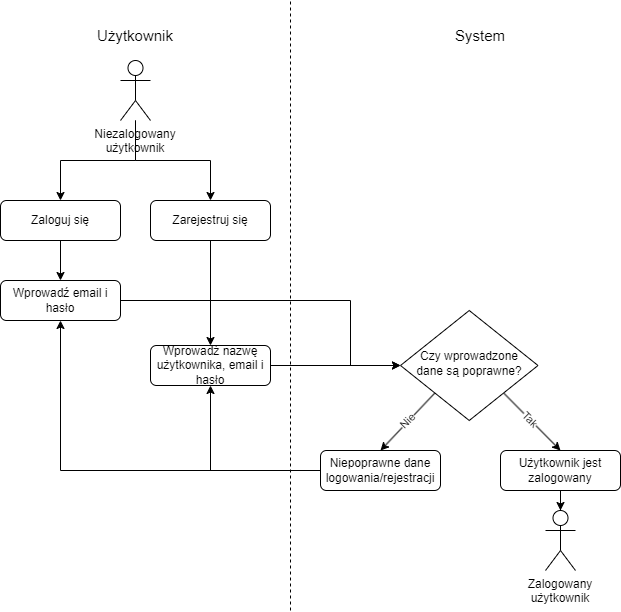 Użytkownik
System
Niezalogowany
użytkownik
Zaloguj się
Zarejestruj się
Wprowadź email i
hasło
Wprowadź nazwę
użytkownika, email i
hasło
Czy wprowadzone
dane są poprawne?
Nie
Tak
Niepoprawne dane
logowania/rejestracji
Użytkownik jest
zalogowany
Zalogowany
użytkownik